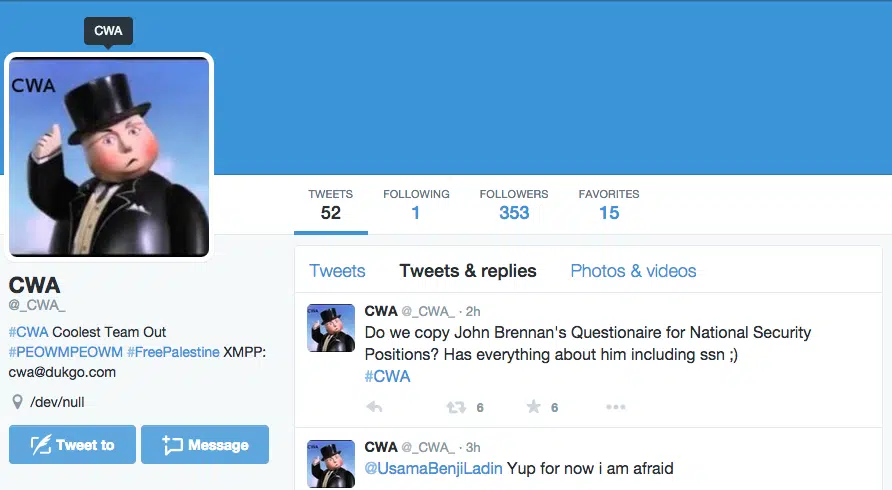 CWA
CWA
TWEETS
52
FOLLOWING
1
FOLLOWERS
353
FAVORITES
15
CWA
@_CWA_
#CWA Coolest Team Out
#PEOWMPEOWM #FreePalestine XMPP:
cwa@dukgo.com
/dev/null
Tweet to
Message
Tweets
Tweets & replies
Photos & videos
CWA @_CWA_ · 2h
Do we copy John Brennan's Questionaire for National Security
Positions? Has everything about him including ssn ;)
#CWA
6
6
CWA @_CWA_ · 3h
@UsamaBenjiLadin Yup for now i am afraid